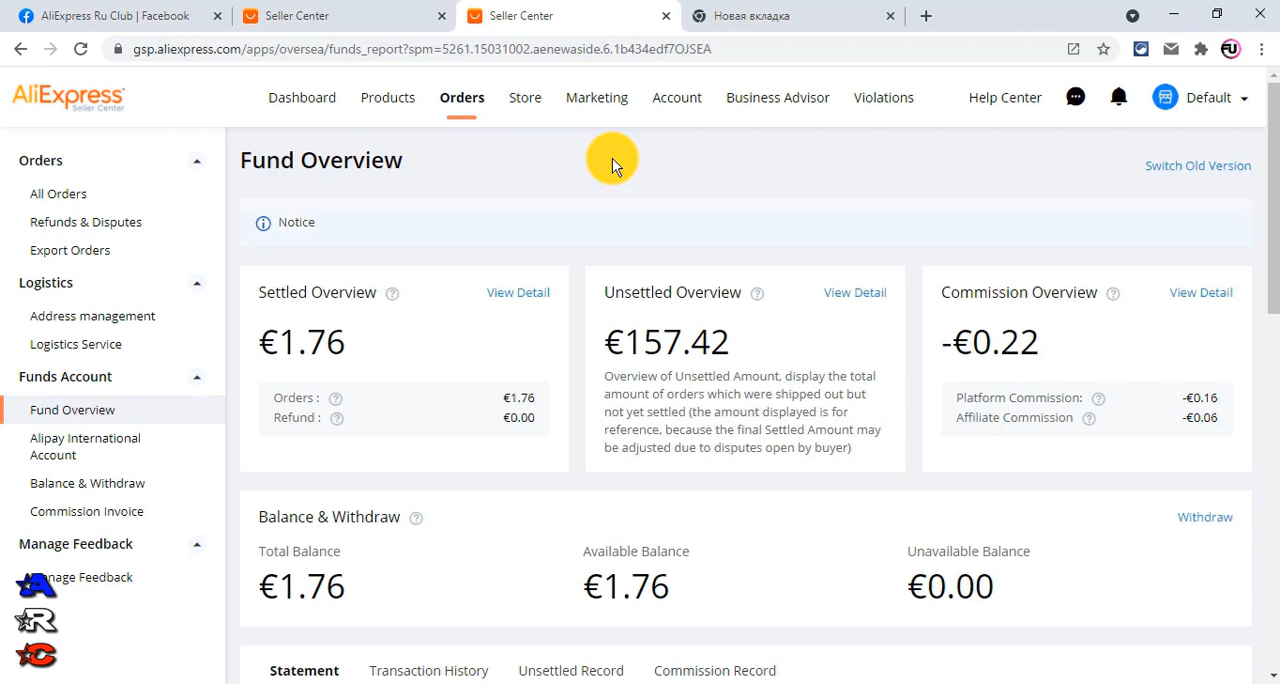 AliExpress Ru Club | Facebook
Seller Center
Seller Center
Новая вкладка
gsp.aliexpress.com/apps/oversea/funds_report?spm=5261.15031002.aenewaside.6.1b434edf7OJSEA
AliExpress
Seller Center
Dashboard
Products
Orders
Store
Marketing
Account
Business Advisor
Violations
Help Center
Default
Orders
All Orders
Refunds & Disputes
Export Orders
Logistics
Address management
Logistics Service
Funds Account
Fund Overview
Alipay International
Account
Balance & Withdraw
Commission Invoice
Manage Feedback
nage Feedback
A
R
C
Fund Overview
Switch Old Version
Notice
Settled Overview
View Detail
€1.76
Orders : €1.76
Refund : €0.00
Unsettled Overview
View Detail
€157.42
Overview of Unsettled Amount, display the total
amount of orders which were shipped out but
not yet settled (the amount displayed is for
reference, because the final Settled Amount may
be adjusted due to disputes open by buyer)
Commission Overview
View Detail
-€0.22
Platform Commission: -€0.16
Affiliate Commission -€0.06
Balance & Withdraw
Withdraw
Total Balance
€1.76
Available Balance
€1.76
Unavailable Balance
€0.00
Statement
Transaction History
Unsettled Record
Commission Record